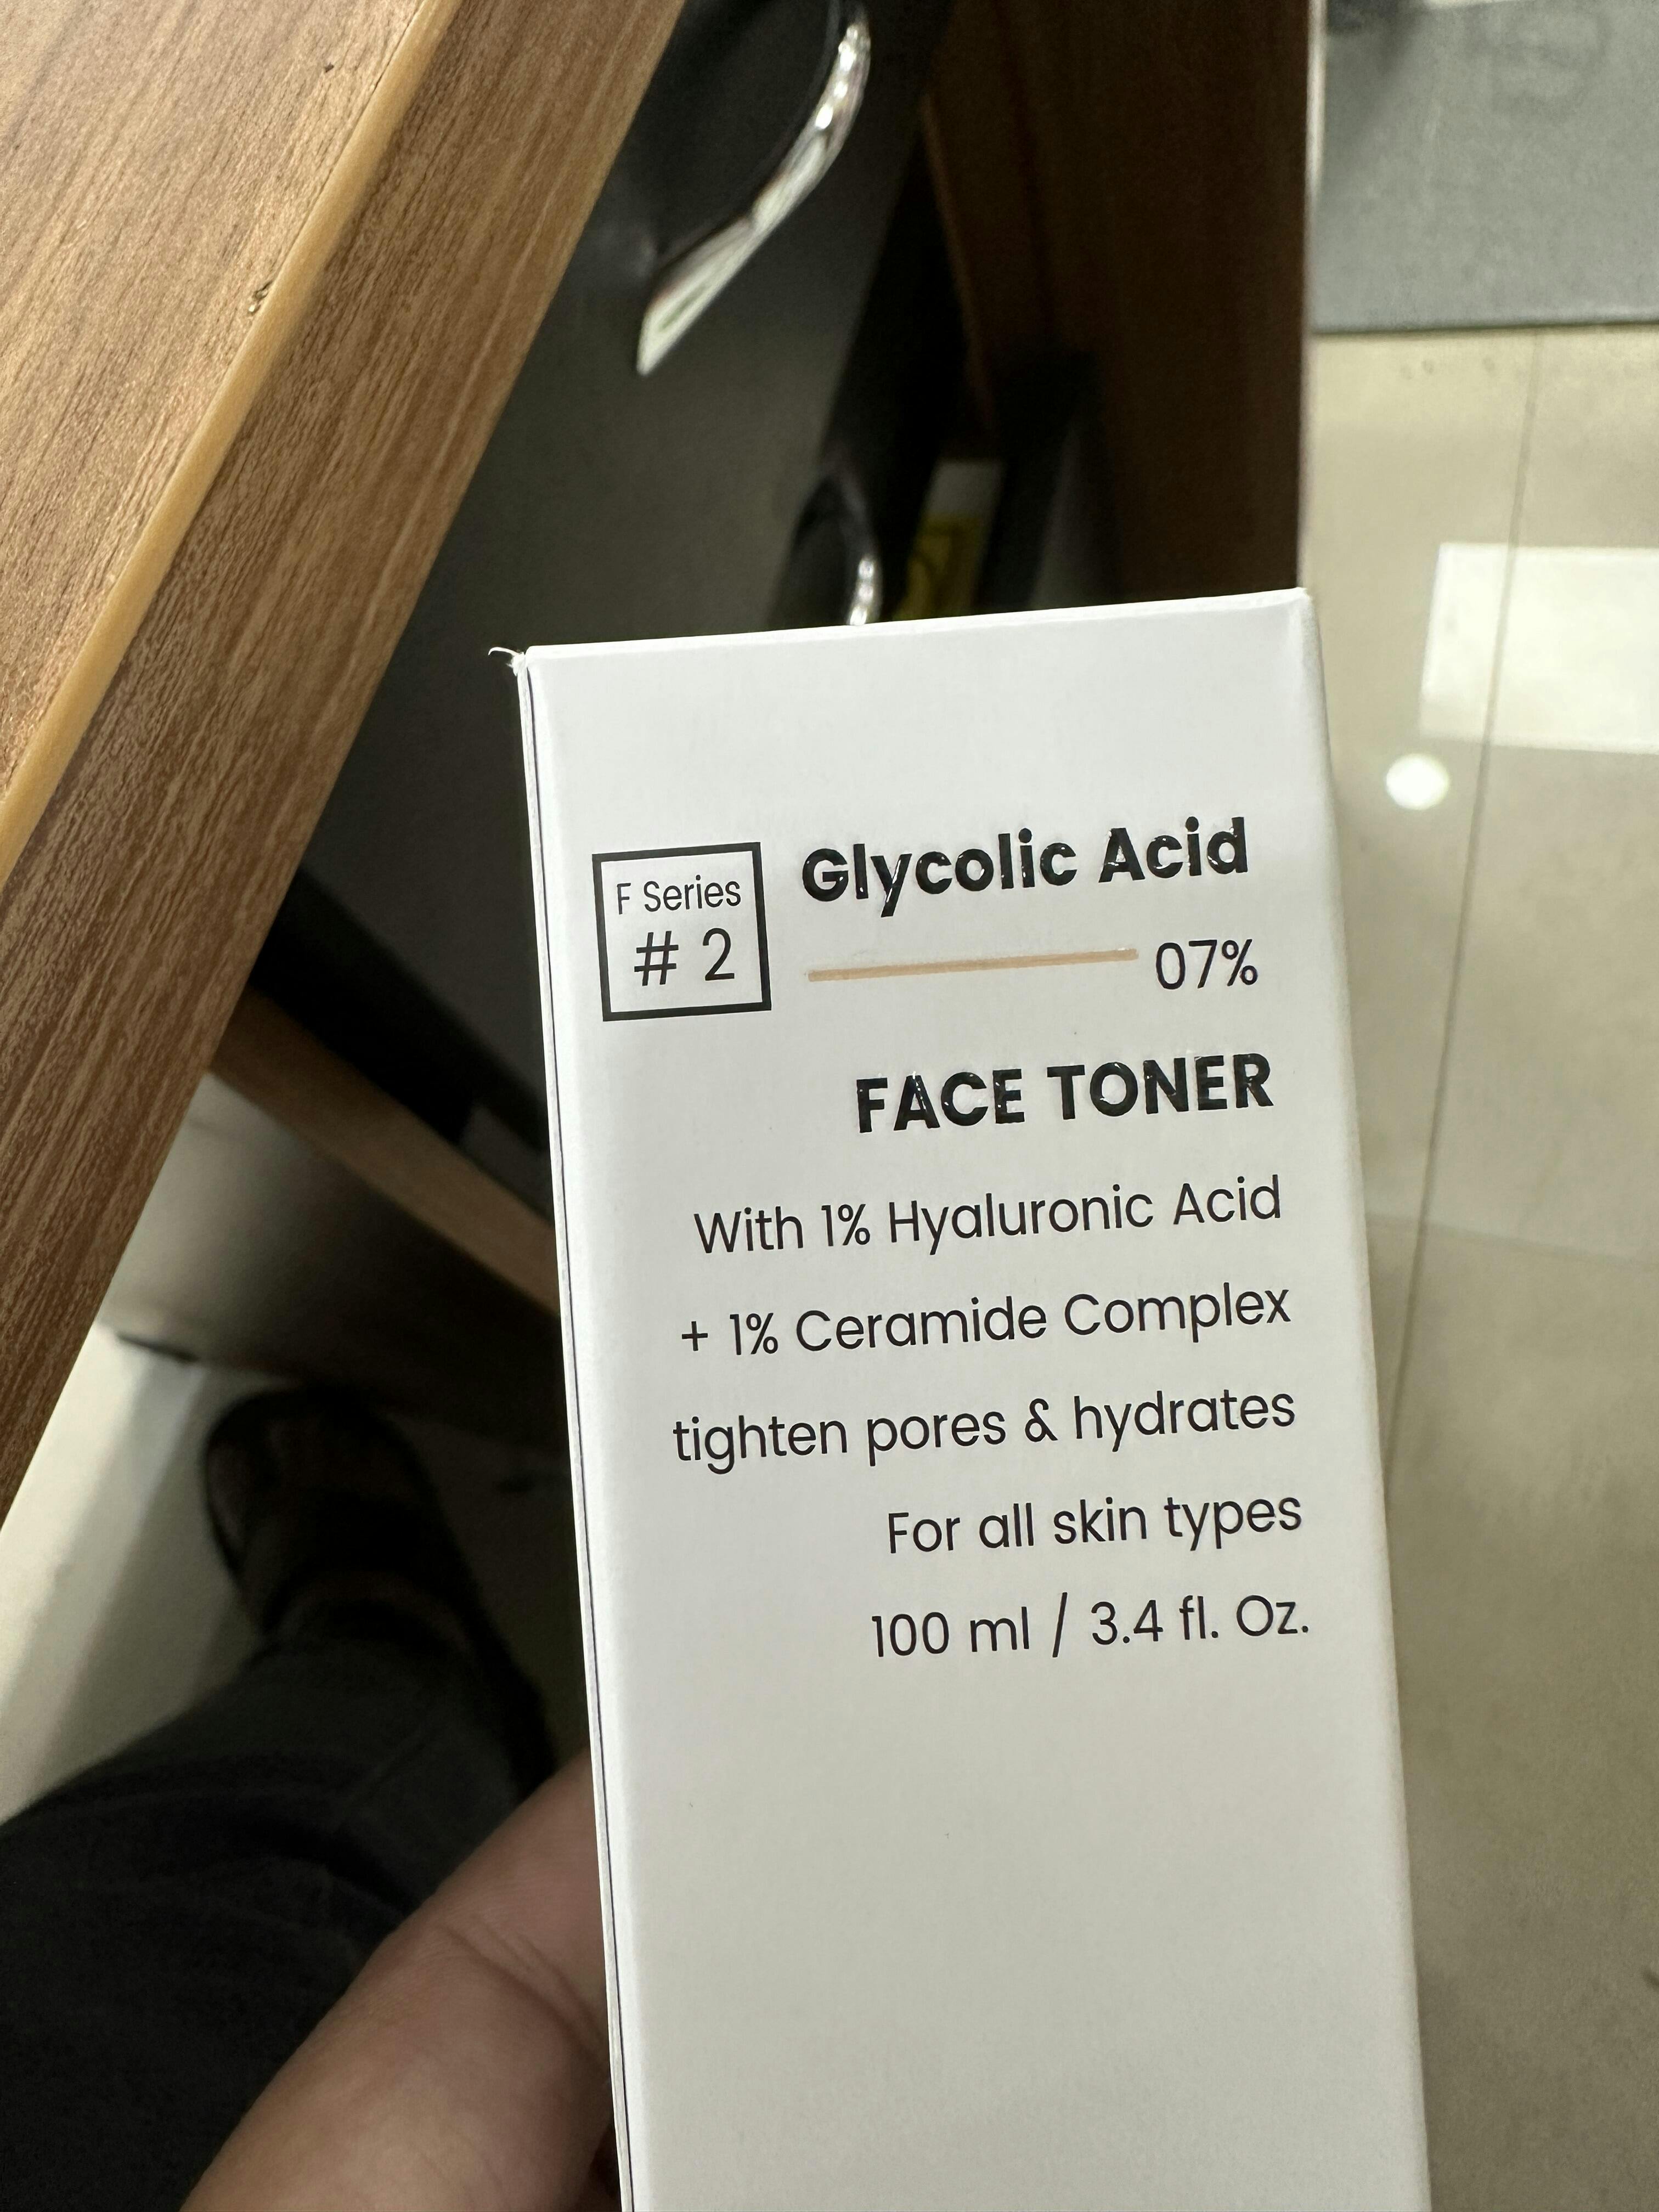 F Series
# 2
Glycolic Acid
07%
FACE TONER
With 1% Hyaluronic Acid
+ 1% Ceramide Complex
tighten pores & hydrates
For all skin types
100 ml / 3.4 fl. Oz.